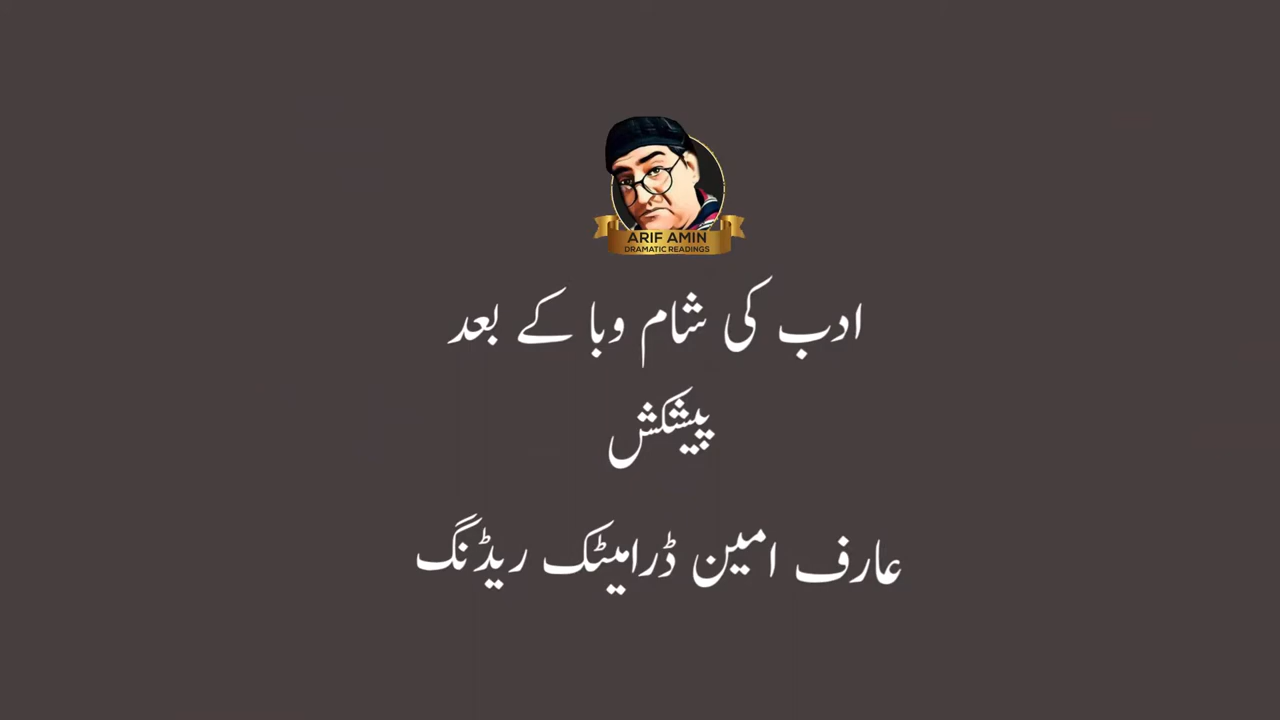 ARIF AMIN
DRAMATIC READINGS
ادب کی شام وبا کے بعد
پیشکش
عارف امین ڈرامیٹک ریڈنگ